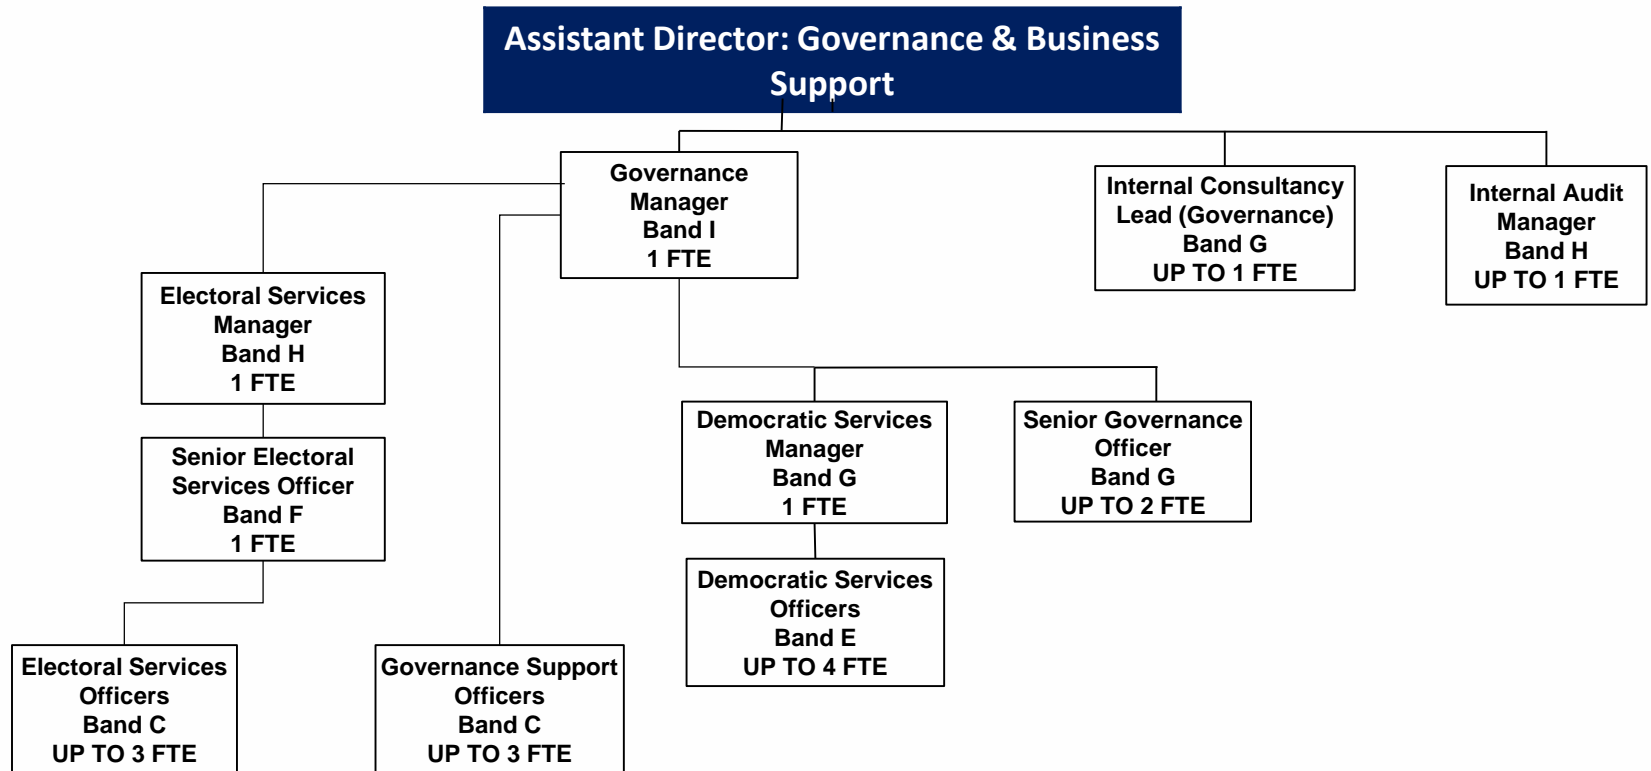 Assistant Director: Governance & Business
Support
Governance
Manager
Band I
1 FTE
Internal Consultancy
Lead (Governance)
Band G
UP TO 1 FTE
Internal Audit
Manager
Band H
UP TO 1 FTE
Electoral Services
Manager
Band H
1 FTE
Senior Electoral
Services Officer
Band F
1 FTE
Democratic Services
Manager
Band G
1 FTE
Senior Governance
Officer
Band G
UP TO 2 FTE
Democratic Services
Officers
Band E
UP TO 4 FTE
Electoral Services
Officers
Band C
UP TO 3 FTE
Governance Support
Officers
Band C
UP TO 3 FTE